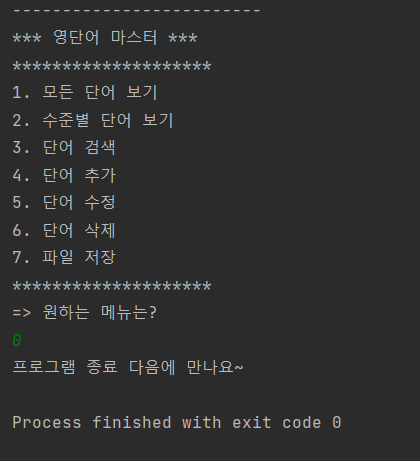 -------------------------
*** 영단어 마스터 ***
********************
1. 모든 단어 보기
2. 수준별 단어 보기
3. 단어 검색
4. 단어 추가
5. 단어 수정
6. 단어 삭제
7. 파일 저장
********************
=> 원하는 메뉴는?
0
프로그램 종료 다음에 만나요~
Process finished with exit code 0